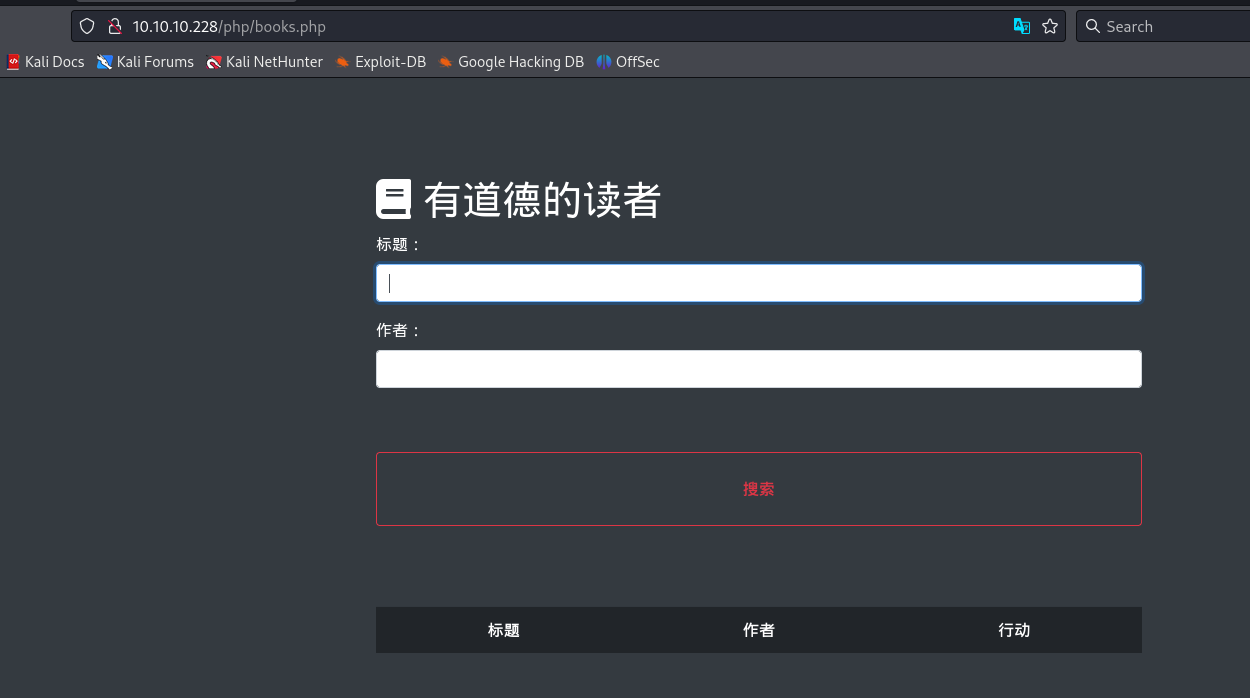 10.10.10.228/php/books.php
Search
Kali Docs Kali Forums Kali NetHunter Exploit-DB Google Hacking DB OffSec
有道德的读者
标题：
作者：
搜索
标题 作者 行动